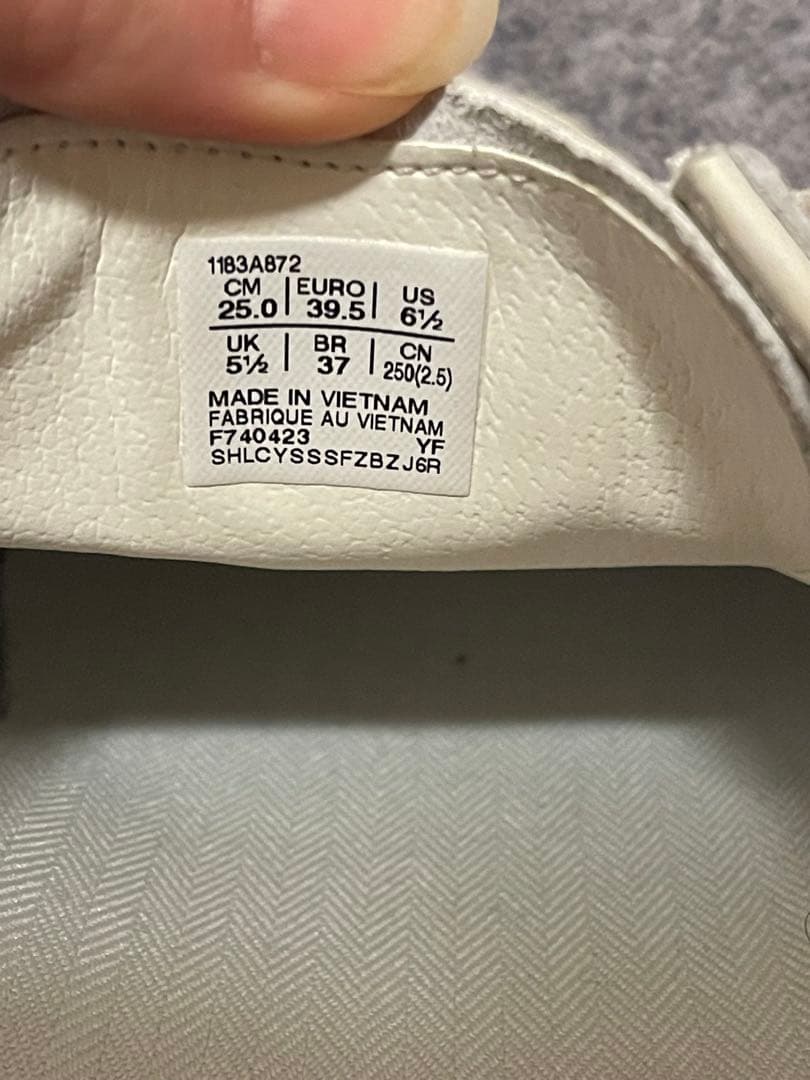 1183A872
CM | EURO | US
25.0 | 39.5 | 6½
UK | BR | CN
5½ | 37 | 250(2.5)
MADE IN VIETNAM
FABRIQUE AU VIETNAM
F740423 YF
SHLCYSSSFZBZJ6R